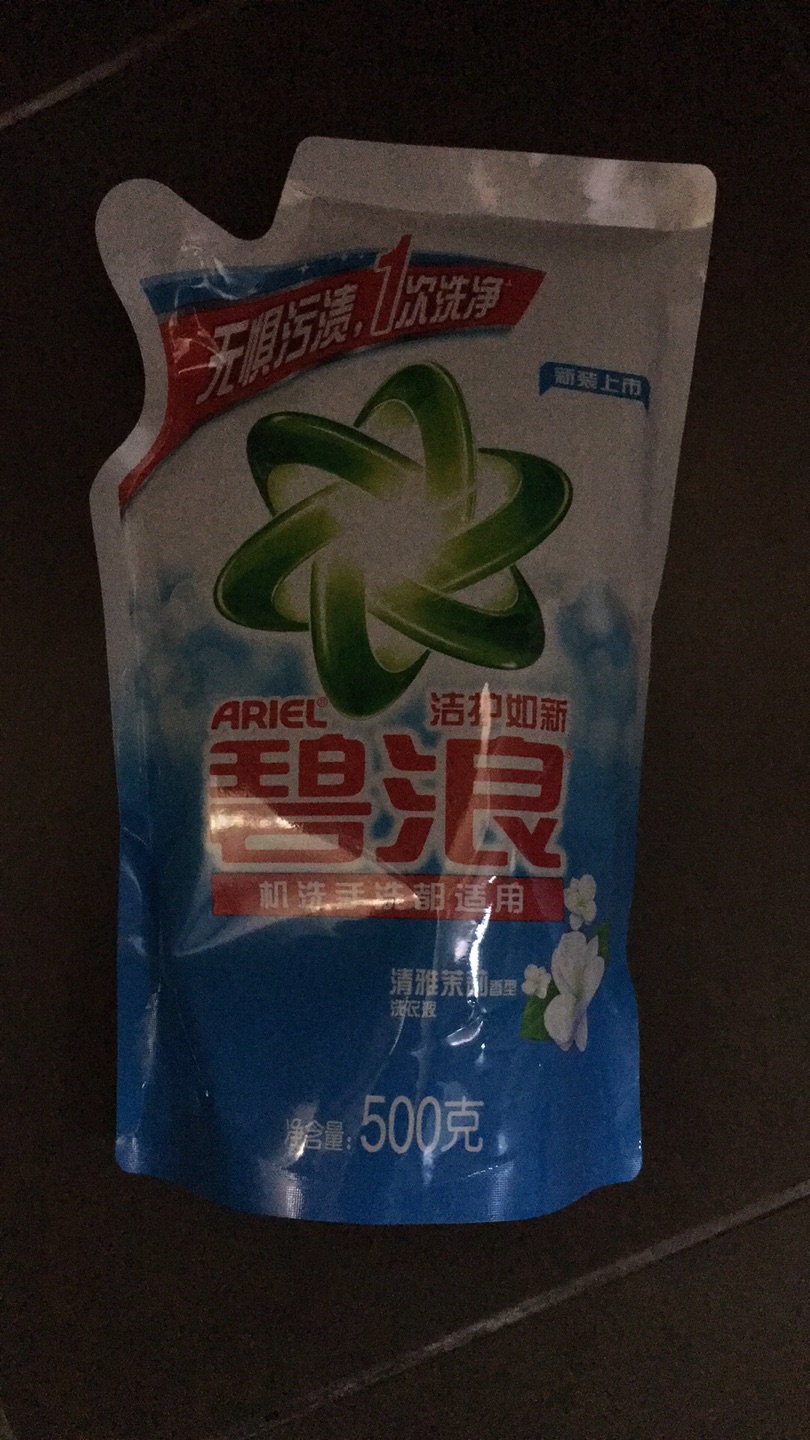 无惧污渍,1次洗净
新装上市
ARIEL® 洁护如新
碧浪®
机洗手洗都适用
清雅茉莉香型
洗衣液
净含量:500克